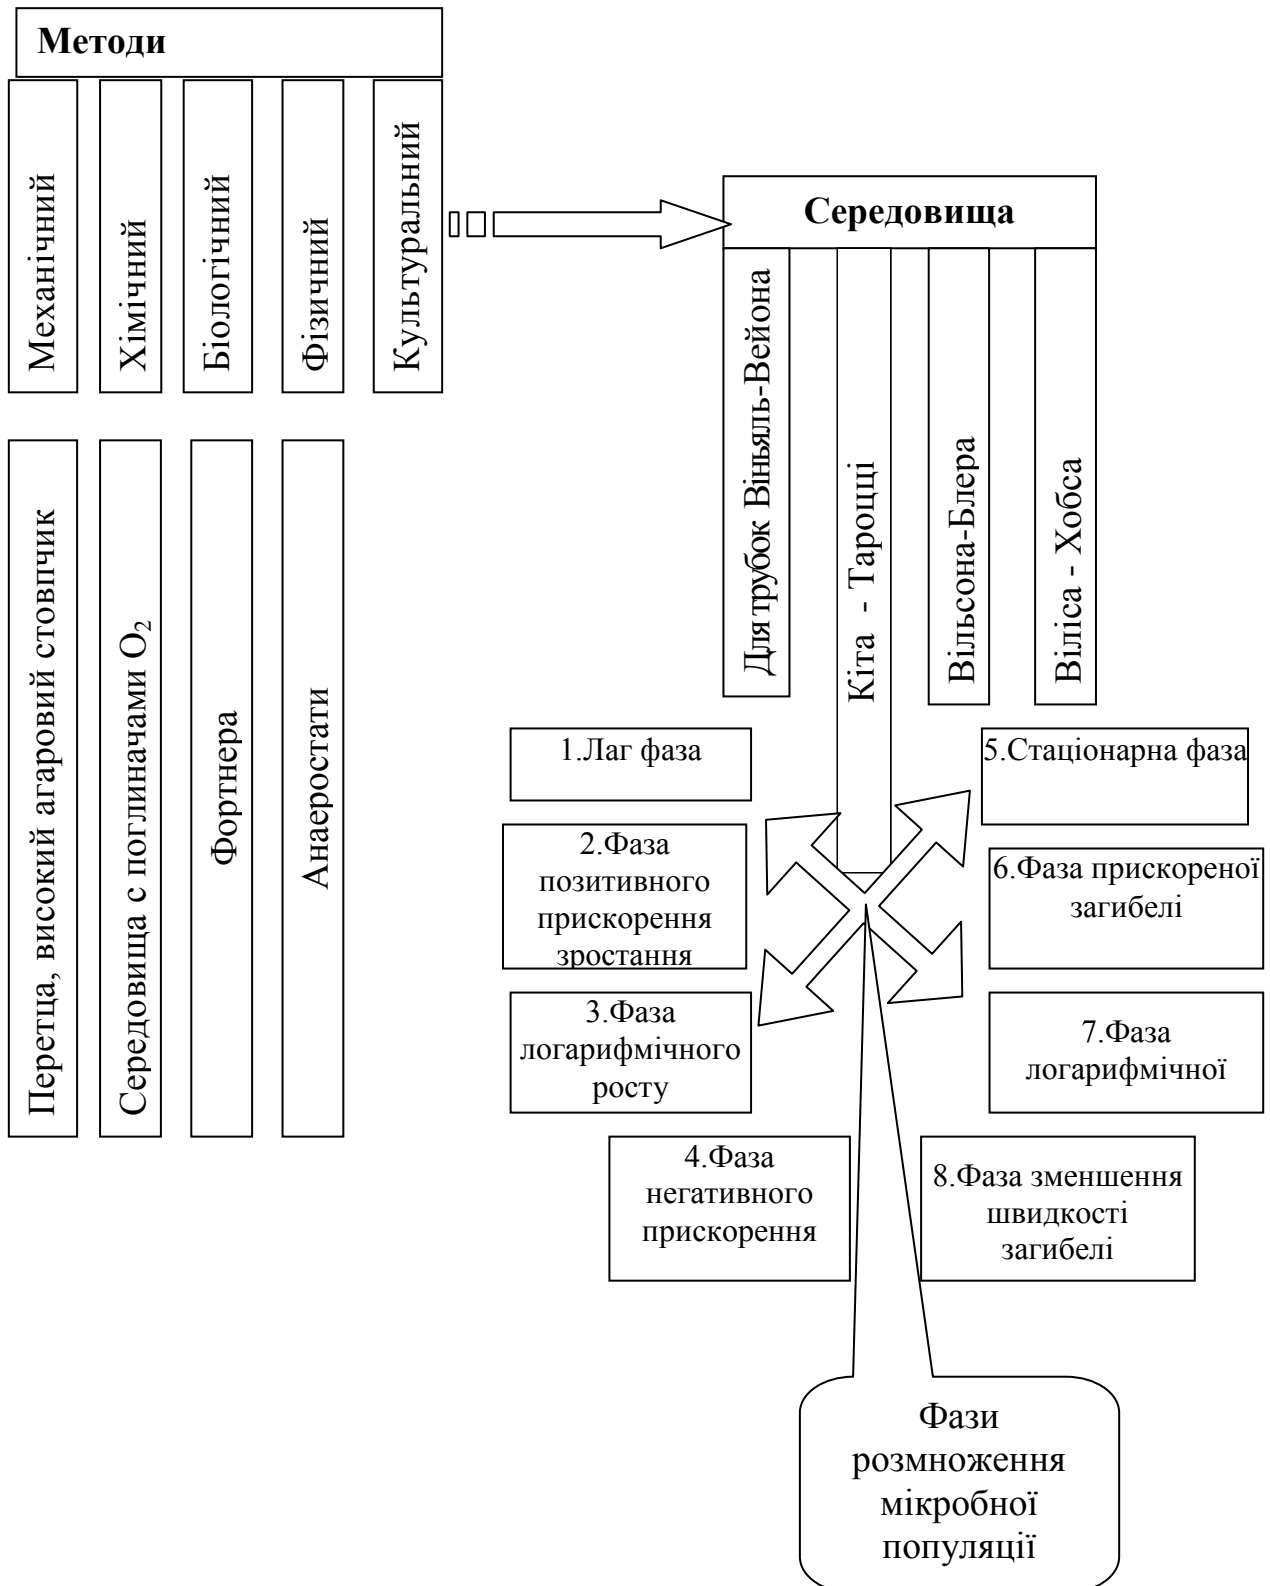 Методи
Механічний
Хімічний
Біологічний
Фізичний
Культуральний
Перетца, високий агаровий стовпчик
Середовища с поглиначами О₂
Фортнера
Анаеростати
Середовища
Для трубок Віньяль-Вейона
Кіта - Тароцці
Вільсона-Блера
Віліса - Хобса
1.Лаг фаза
2.Фаза
позитивного
прискорення
зростання
3.Фаза
логарифмічного
росту
4.Фаза
негативного
прискорення
5.Стаціонарна фаза
6.Фаза прискореної
загибелі
7.Фаза
логарифмічної
8.Фаза зменшення
швидкості
загибелі
Фази
розмноження
мікробної
популяції